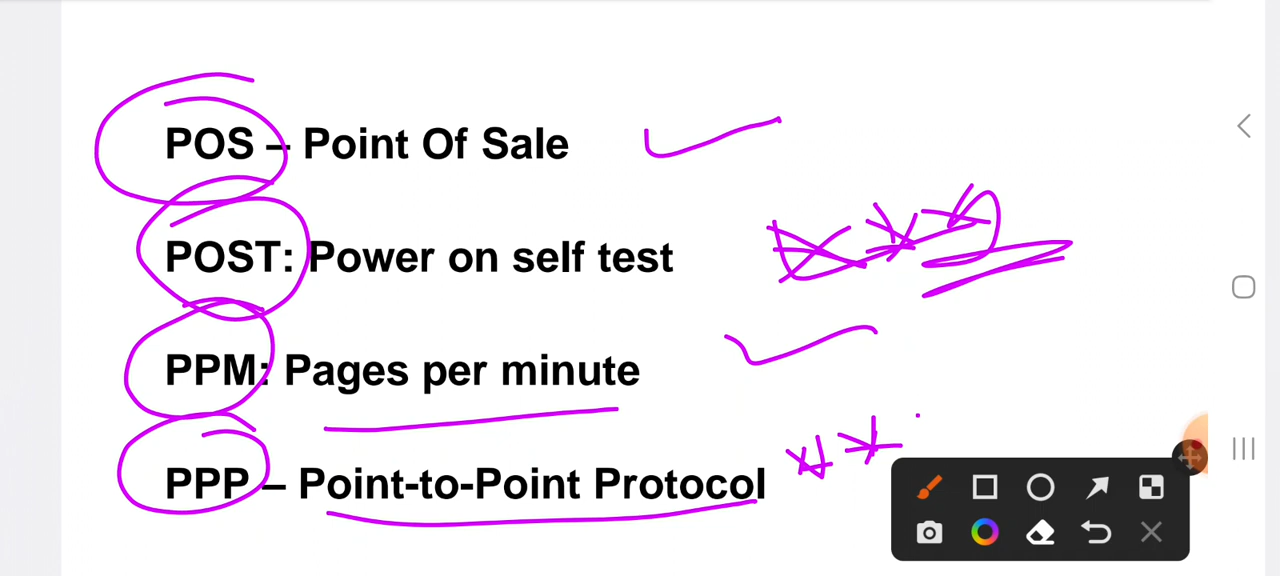 POS – Point Of Sale
POST: Power on self test
PPM: Pages per minute
PPP – Point-to-Point Protocol